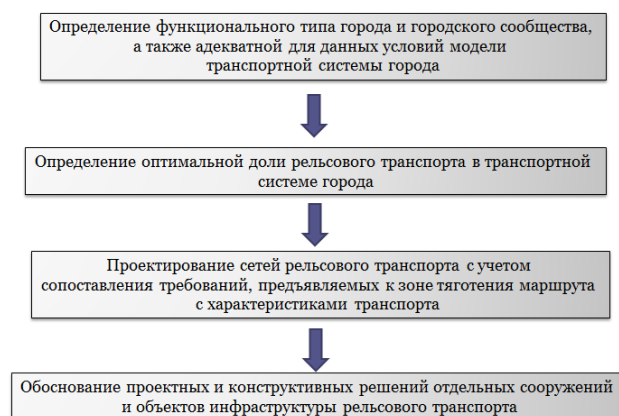 Определение функционального типа города и городского сообщества,
а также адекватной для данных условий модели
транспортной системы города
Определение оптимальной доли рельсового транспорта в транспортной
системе города
Проектирование сетей рельсового транспорта с учетом
сопоставления требований, предъявляемых к зоне тяготения маршрута
с характеристиками транспорта
Обоснование проектных и конструктивных решений отдельных сооружений
и объектов инфраструктуры рельсового транспорта